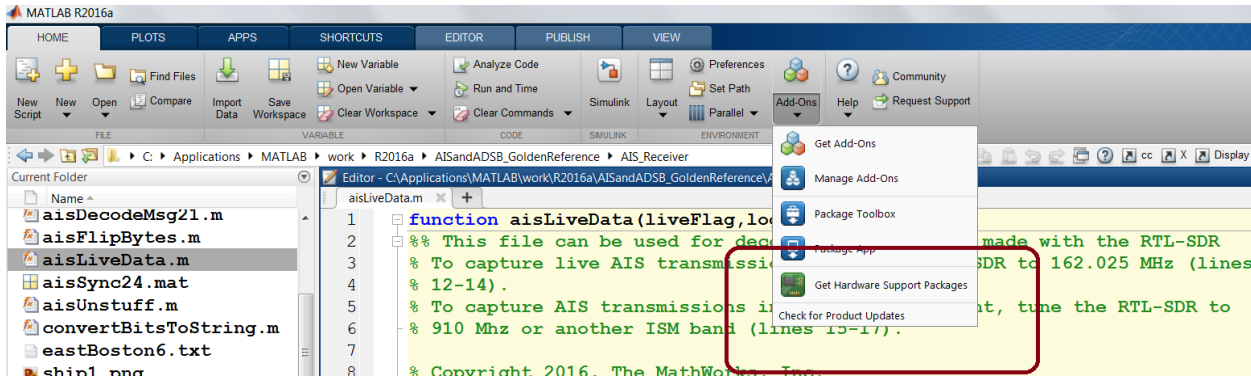 MATLAB R2016a
HOME PLOTS APPS SHORTCUTS EDITOR PUBLISH VIEW
New Script
New
Open
Find Files
Compare
FILE
Import Data
Save Workspace
New Variable
Open Variable
Clear Workspace
VARIABLE
Analyze Code
Run and Time
Clear Commands
CODE
Simulink
SIMULINK
Layout
Preferences
Set Path
Parallel
ENVIRONMENT
Add-Ons
Help
Community
Request Support
Get Add-Ons
Manage Add-Ons
Package Toolbox
Package App
Get Hardware Support Packages
Check for Product Updates
C: Applications MATLAB work R2016a AISandADSB_GoldenReference AIS_Receiver
cc X Display
Current Folder
Name
aisDecodeMsg21.m
aisFlipBytes.m
aisLiveData.m
aisSync24.mat
aisUnstuff.m
convertBitsToString.m
eastBoston6.txt
ship1.png
Editor - C:\Applications\MATLAB\work\R2016a\AISandADSB_GoldenReference\A
aisLiveData.m
1 function aisLiveData(liveFlag,lo
2 %% This file can be used for deco made with the RTL-SDR
3 % To capture live AIS transmissi SDR to 162.025 MHz (lines
4 % 12-14).
5 % To capture AIS transmissions i nt, tune the RTL-SDR to
6 % 910 Mhz or another ISM band (lines 15-17).
7
8 % Copyright 2016, The MathWorks, Inc.